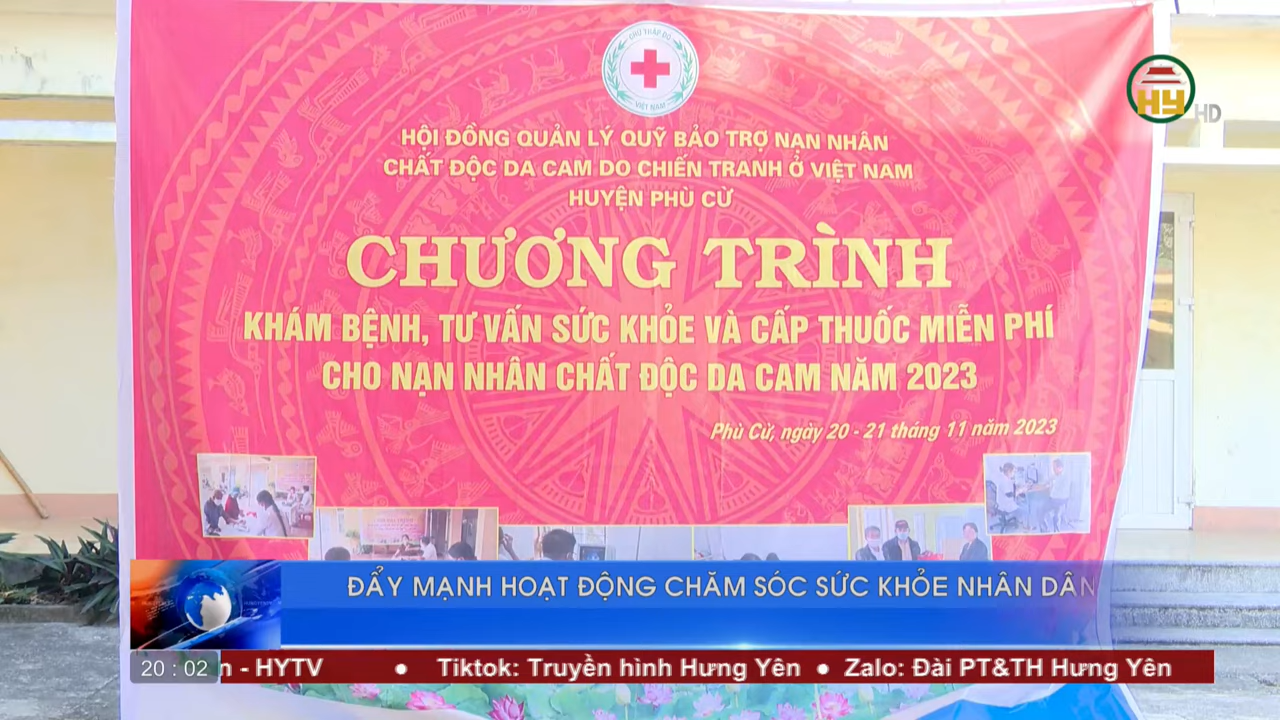 CHỮ THẬP ĐỎ
VIỆT NAM
HY HD
HỘI ĐỒNG QUẢN LÝ QUỸ BẢO TRỢ NẠN NHÂN
CHẤT ĐỘC DA CAM DO CHIẾN TRANH Ở VIỆT NAM
HUYỆN PHÙ CỪ
CHƯƠNG TRÌNH
KHÁM BỆNH, TƯ VẤN SỨC KHỎE VÀ CẤP THUỐC MIỄN PHÍ
CHO NẠN NHÂN CHẤT ĐỘC DA CAM NĂM 2023
Phù Cừ, ngày 20 - 21 tháng 11 năm 2023
ĐẨY MẠNH HOẠT ĐỘNG CHĂM SÓC SỨC KHỎE NHÂN DÂN
20 : 02 n - HYTV ● Tiktok: Truyền hình Hưng Yên ● Zalo: Đài PT&TH Hưng Yên